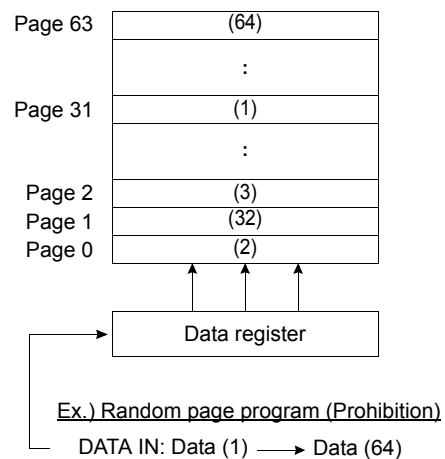 Page 63 (64)
:
Page 31 (1)
:
Page 2 (3)
Page 1 (32)
Page 0 (2)
Data register
Ex.) Random page program (Prohibition)
DATA IN: Data (1) Data (64)